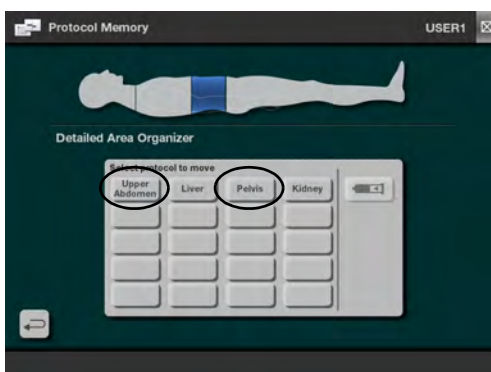 Protocol Memory USER1
Detailed Area Organizer
Select protocol to move
Upper
Abdomen
Liver
Pelvis
Kidney